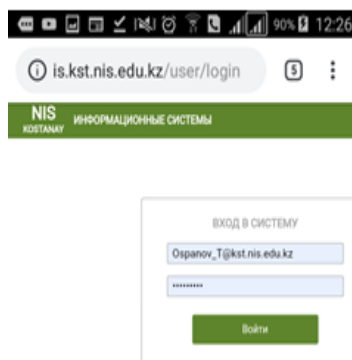 90% 12:26
is.kst.nis.edu.kz/user/login 5
NIS
KOSTANAY
ИНФОРМАЦИОННЫЕ СИСТЕМЫ
ВХОД В СИСТЕМУ
Ospanov_T@kst.nis.edu.kz
•••••••••
Войти